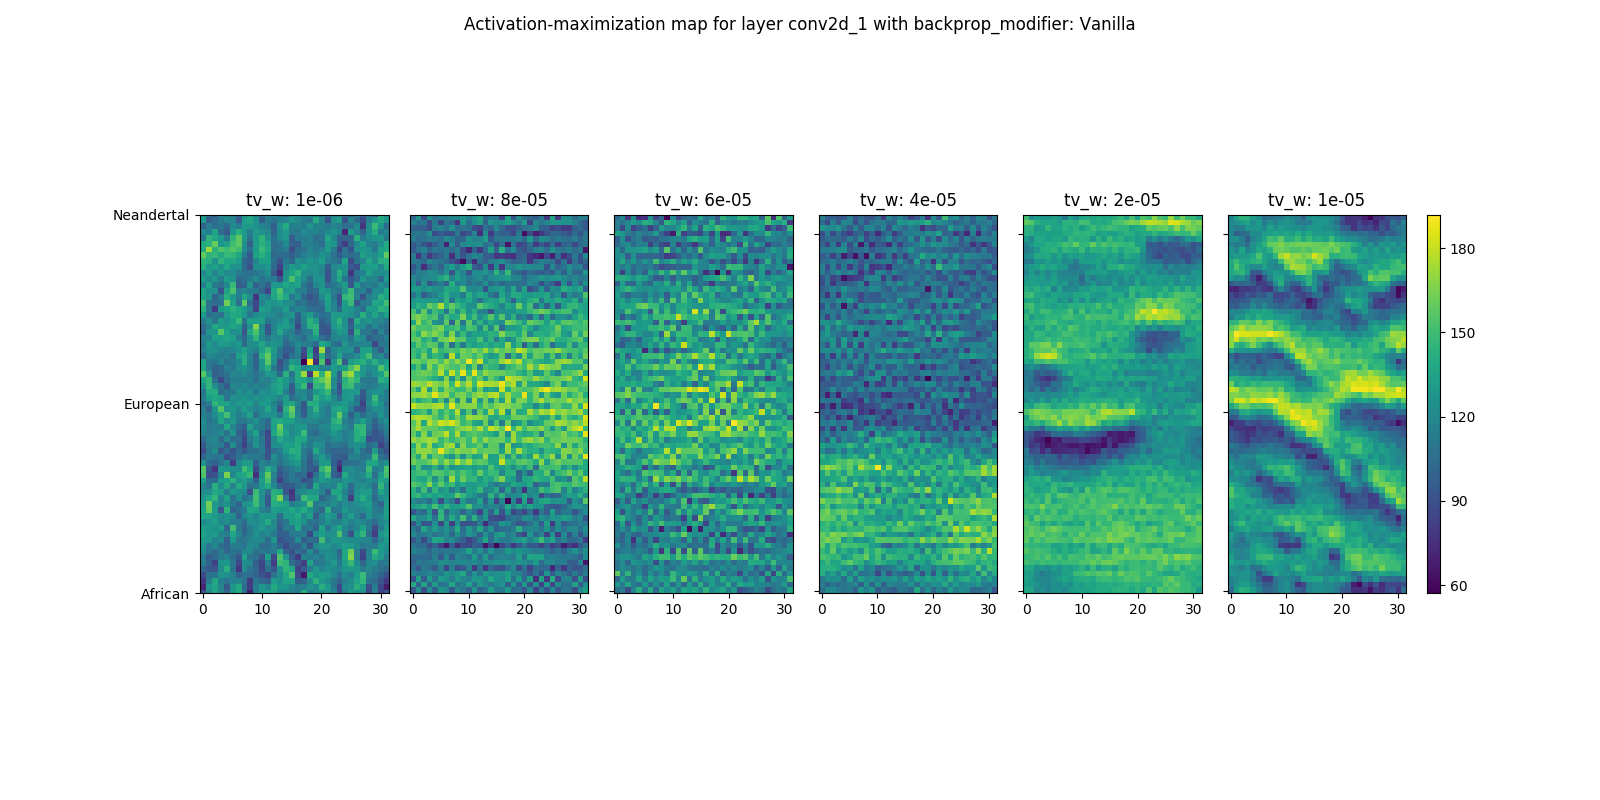 Activation-maximization map for layer conv2d_1 with backprop_modifier: Vanilla
tv_w: 1e-06 tv_w: 8e-05 tv_w: 6e-05 tv_w: 4e-05 tv_w: 2e-05 tv_w: 1e-05
Neandertal
180
150
European
120
90
60
African
0 10 20 30 0 10 20 30 0 10 20 30 0 10 20 30 0 10 20 30 0 10 20 30